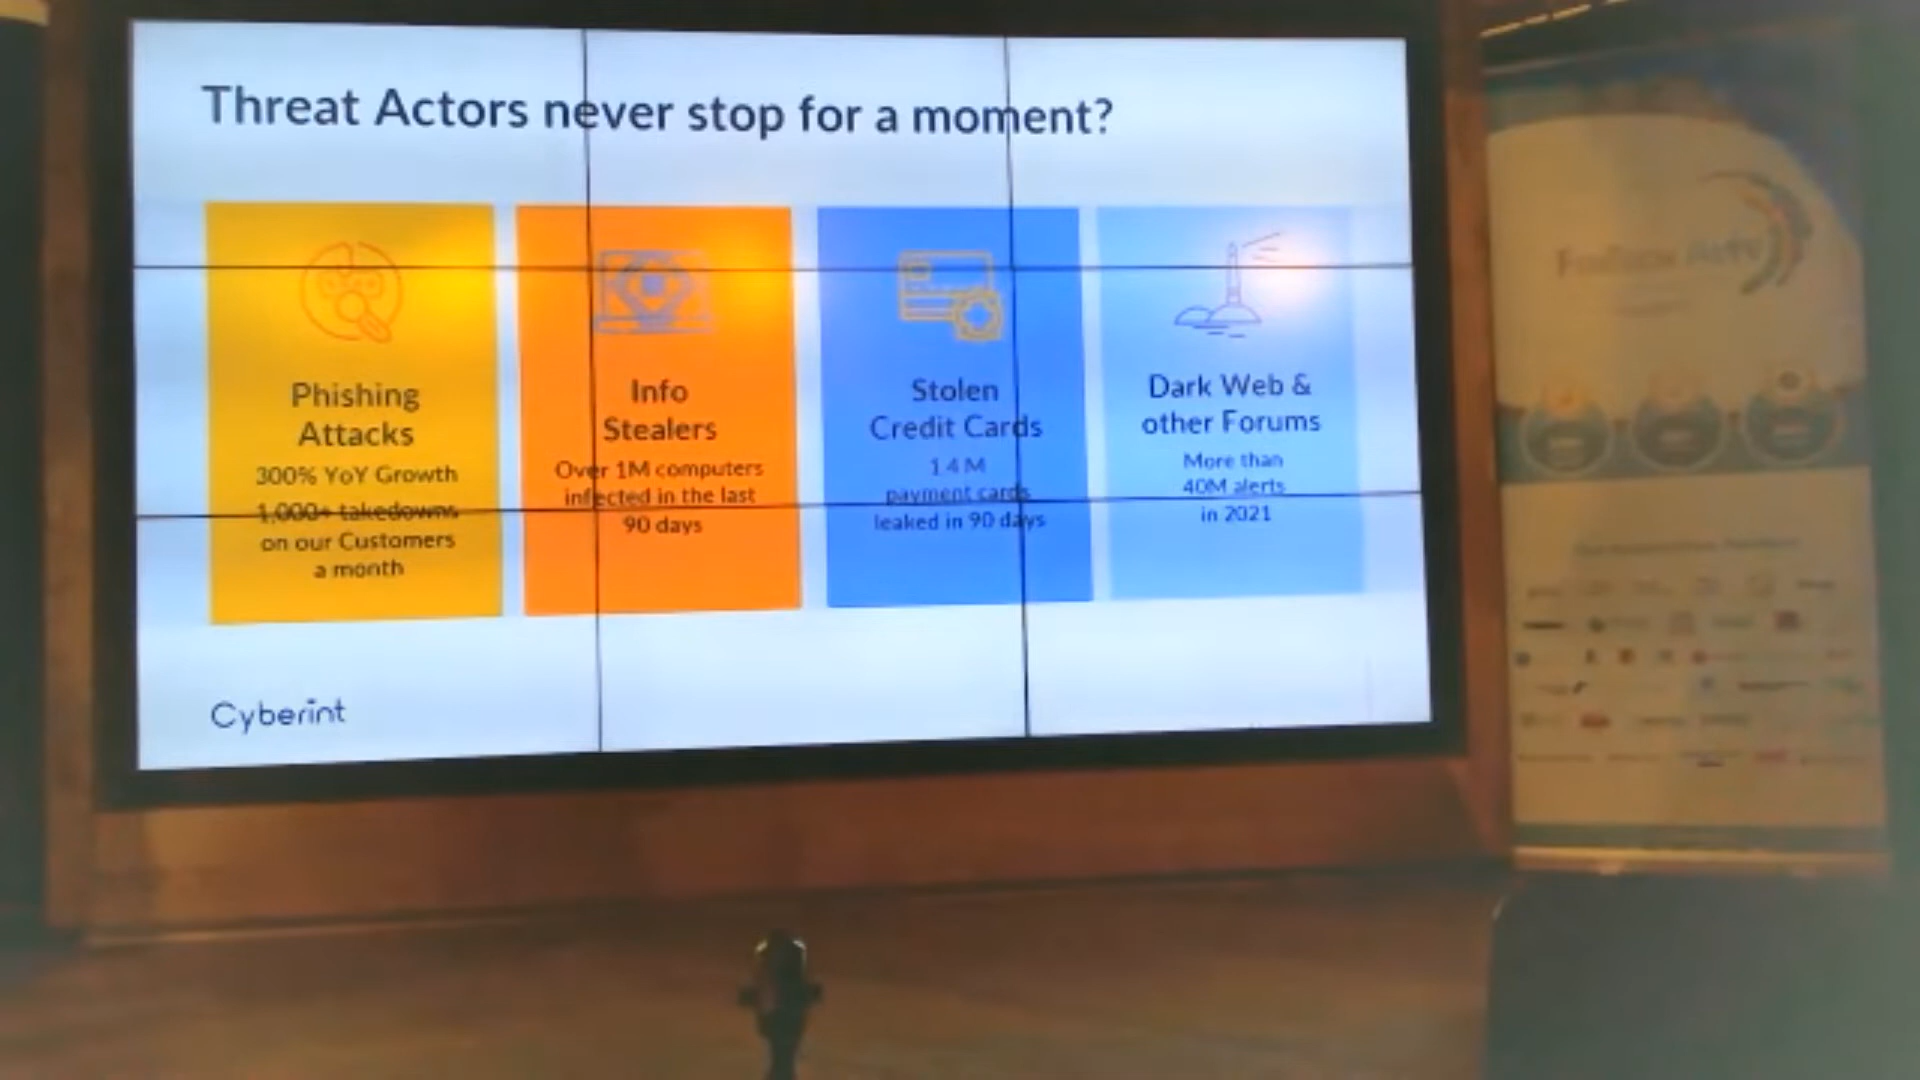 Threat Actors never stop for a moment?
Phishing
Attacks
300% YoY Growth
1,000+ takedowns
on our Customers
a month
Info
Stealers
Over 1M computers
infected in the last
90 days
Stolen
Credit Cards
1.4 M
payment cards
leaked in 90 days
Dark Web &
other Forums
More than
40M alerts
in 2021
Cyberint